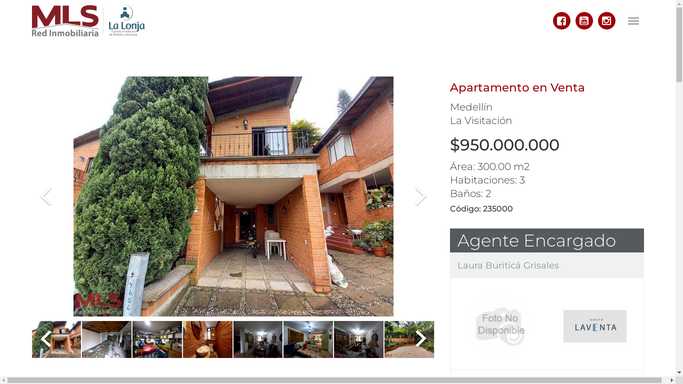 MLS
Red Inmobiliaria
La Lonja
Apartamento en Venta
Medellín
La Visitación
$950.000.000
Área: 300.00 m2
Habitaciones: 3
Baños: 2
Código: 235000
Agente Encargado
Laura Buriticá Grisales
Foto No
Disponible
LAVENTA
MLS